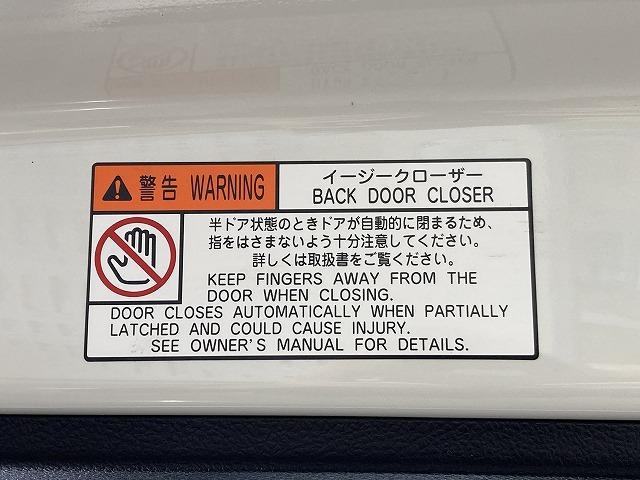 警告 WARNING
イージークローザー
BACK DOOR CLOSER
半ドア状態のときドアが自動的に閉まるため、
指をはさまないよう十分注意してください。
詳しくは取扱書をご覧ください。
KEEP FINGERS AWAY FROM THE
DOOR WHEN CLOSING.
DOOR CLOSES AUTOMATICALLY WHEN PARTIALLY
LATCHED AND COULD CAUSE INJURY.
SEE OWNER'S MANUAL FOR DETAILS.